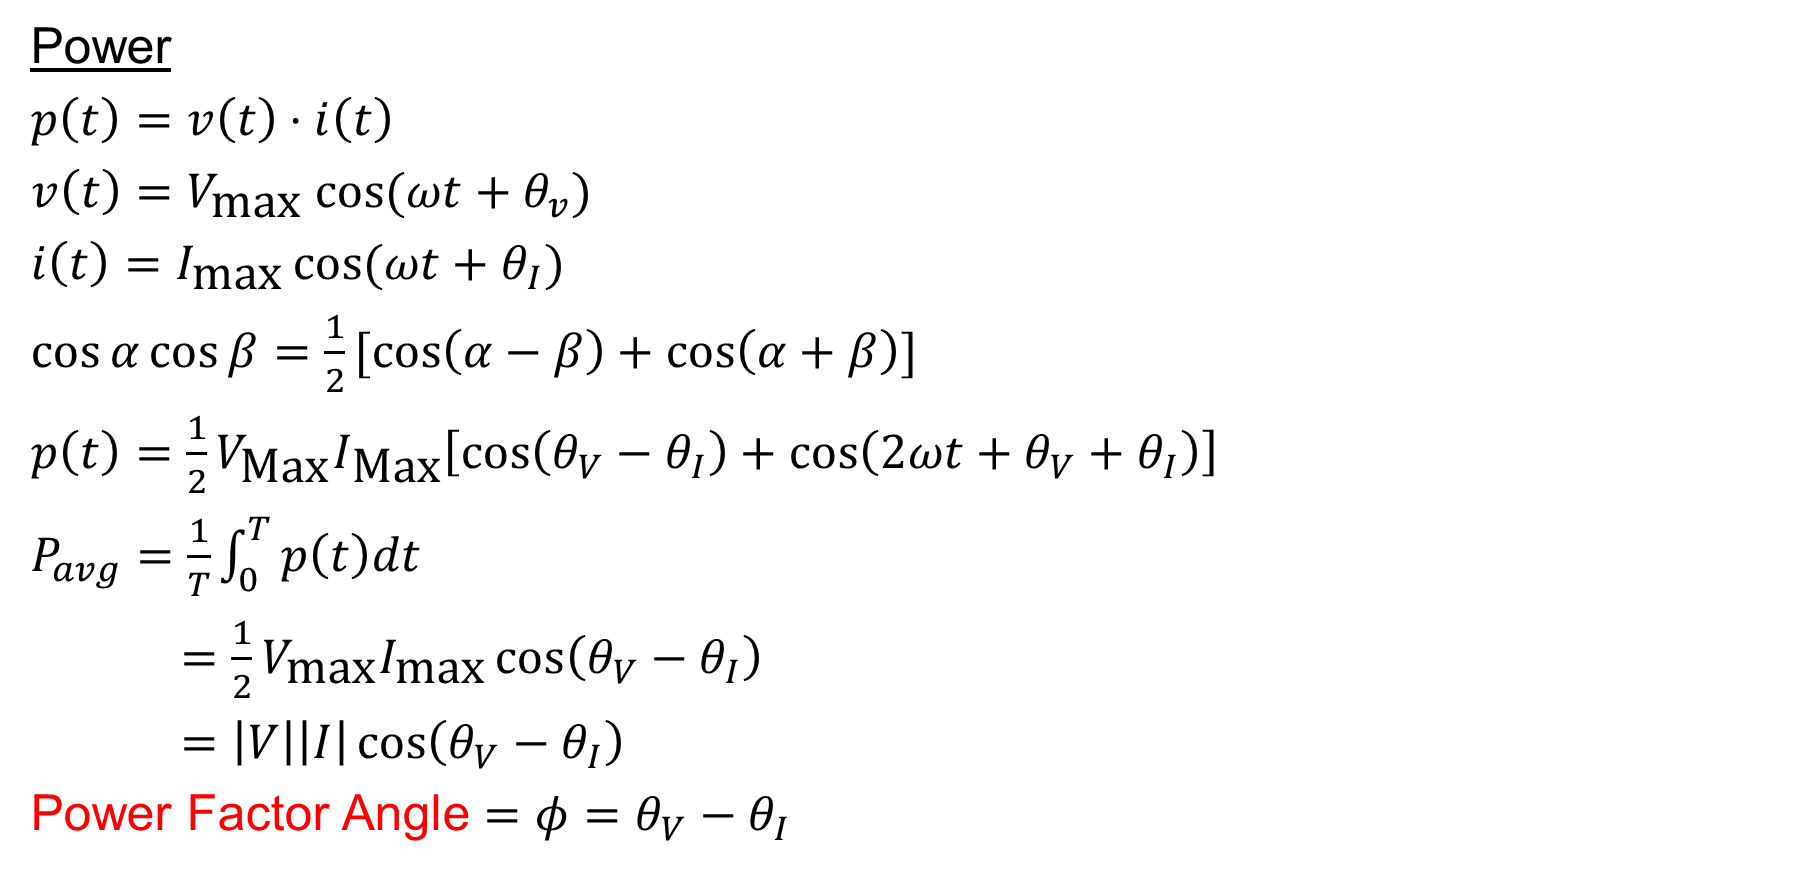 Power
p(t) = v(t) · i(t)
v(t) = V_max cos(ωt + θ_v)
i(t) = I_max cos(ωt + θ_I)
cos α cos β = 1/2 [cos(α − β) + cos(α + β)]
p(t) = 1/2 V_Max I_Max [cos(θ_V − θ_I) + cos(2ωt + θ_V + θ_I)]
P_avg = 1/T ∫_0^T p(t)dt
= 1/2 V_max I_max cos(θ_V − θ_I)
= |V||I| cos(θ_V − θ_I)
Power Factor Angle = ϕ = θ_V − θ_I